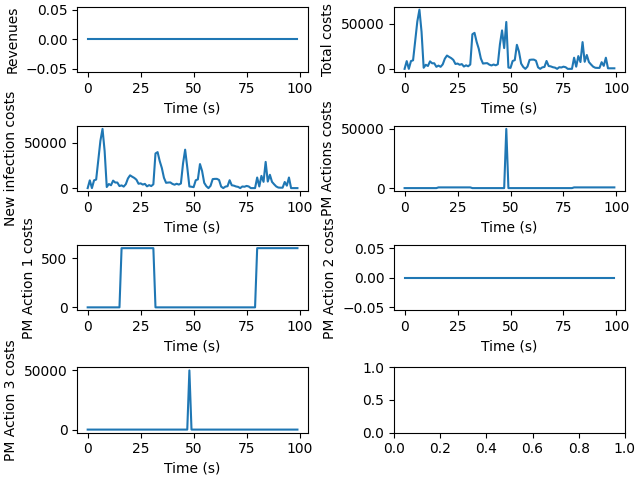 Revenues
0.05
0.00
−0.05
0 25 50 75 100
Time (s)
Total costs
50000
0
0 25 50 75 100
Time (s)
New infection costs
50000
0
0 25 50 75 100
Time (s)
PM Actions costs
50000
0
0 25 50 75 100
Time (s)
PM Action 1 costs
500
0
0 25 50 75 100
Time (s)
PM Action 2 costs
0.05
0.00
−0.05
0 25 50 75 100
Time (s)
PM Action 3 costs
50000
0
0 25 50 75 100
Time (s)
1.0
0.5
0.0
0.0 0.2 0.4 0.6 0.8 1.0